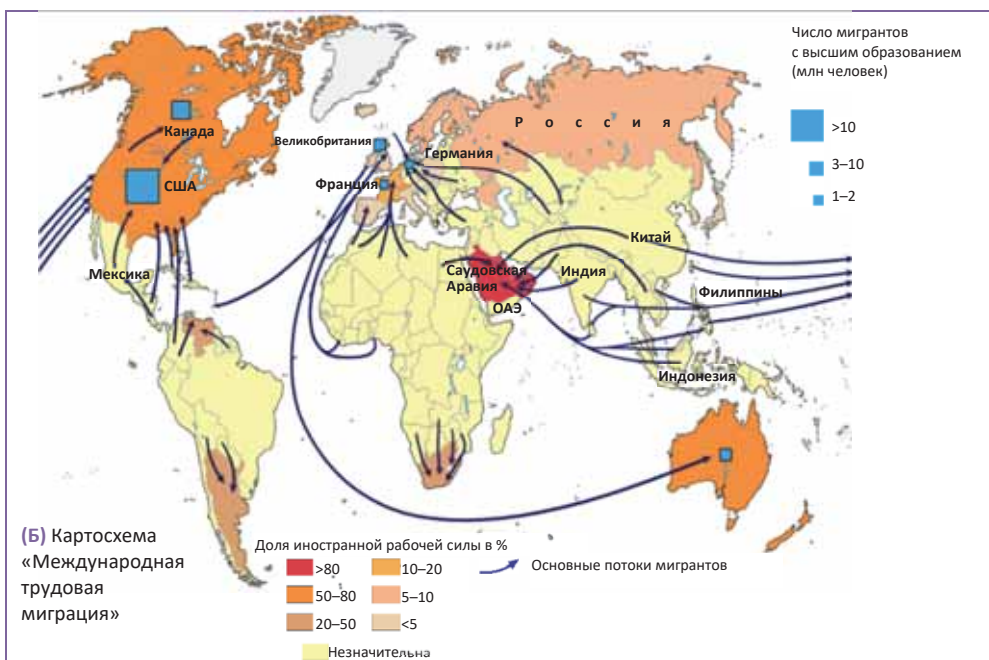 Число мигрантов
с высшим образованием
(млн человек)
>10
3–10
1–2
Канада
США
Мексика
Великобритания
Германия
Франция
Россия
Китай
Саудовская
Аравия
Индия
ОАЭ
Филиппины
Индонезия
(Б) Картосхема
«Международная
трудовая
миграция»
Доля иностранной рабочей силы в %
>80
10–20
50–80
5–10
20–50
<5
Незначительна
Основные потоки мигрантов